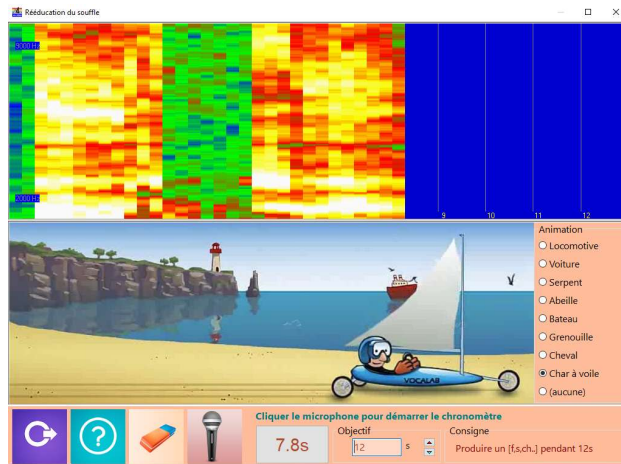 Rééducation du souffle
5000 Hz
2000 Hz
9 10 11 12
Animation
Locomotive
Voiture
Serpent
Abeille
Bateau
Grenouille
Cheval
Char à voile
(aucune)
VOCALAB
Cliquer le microphone pour démarrer le chronomètre
7.8s
Objectif
12 s
Consigne
Produire un [f,s,ch..] pendant 12s